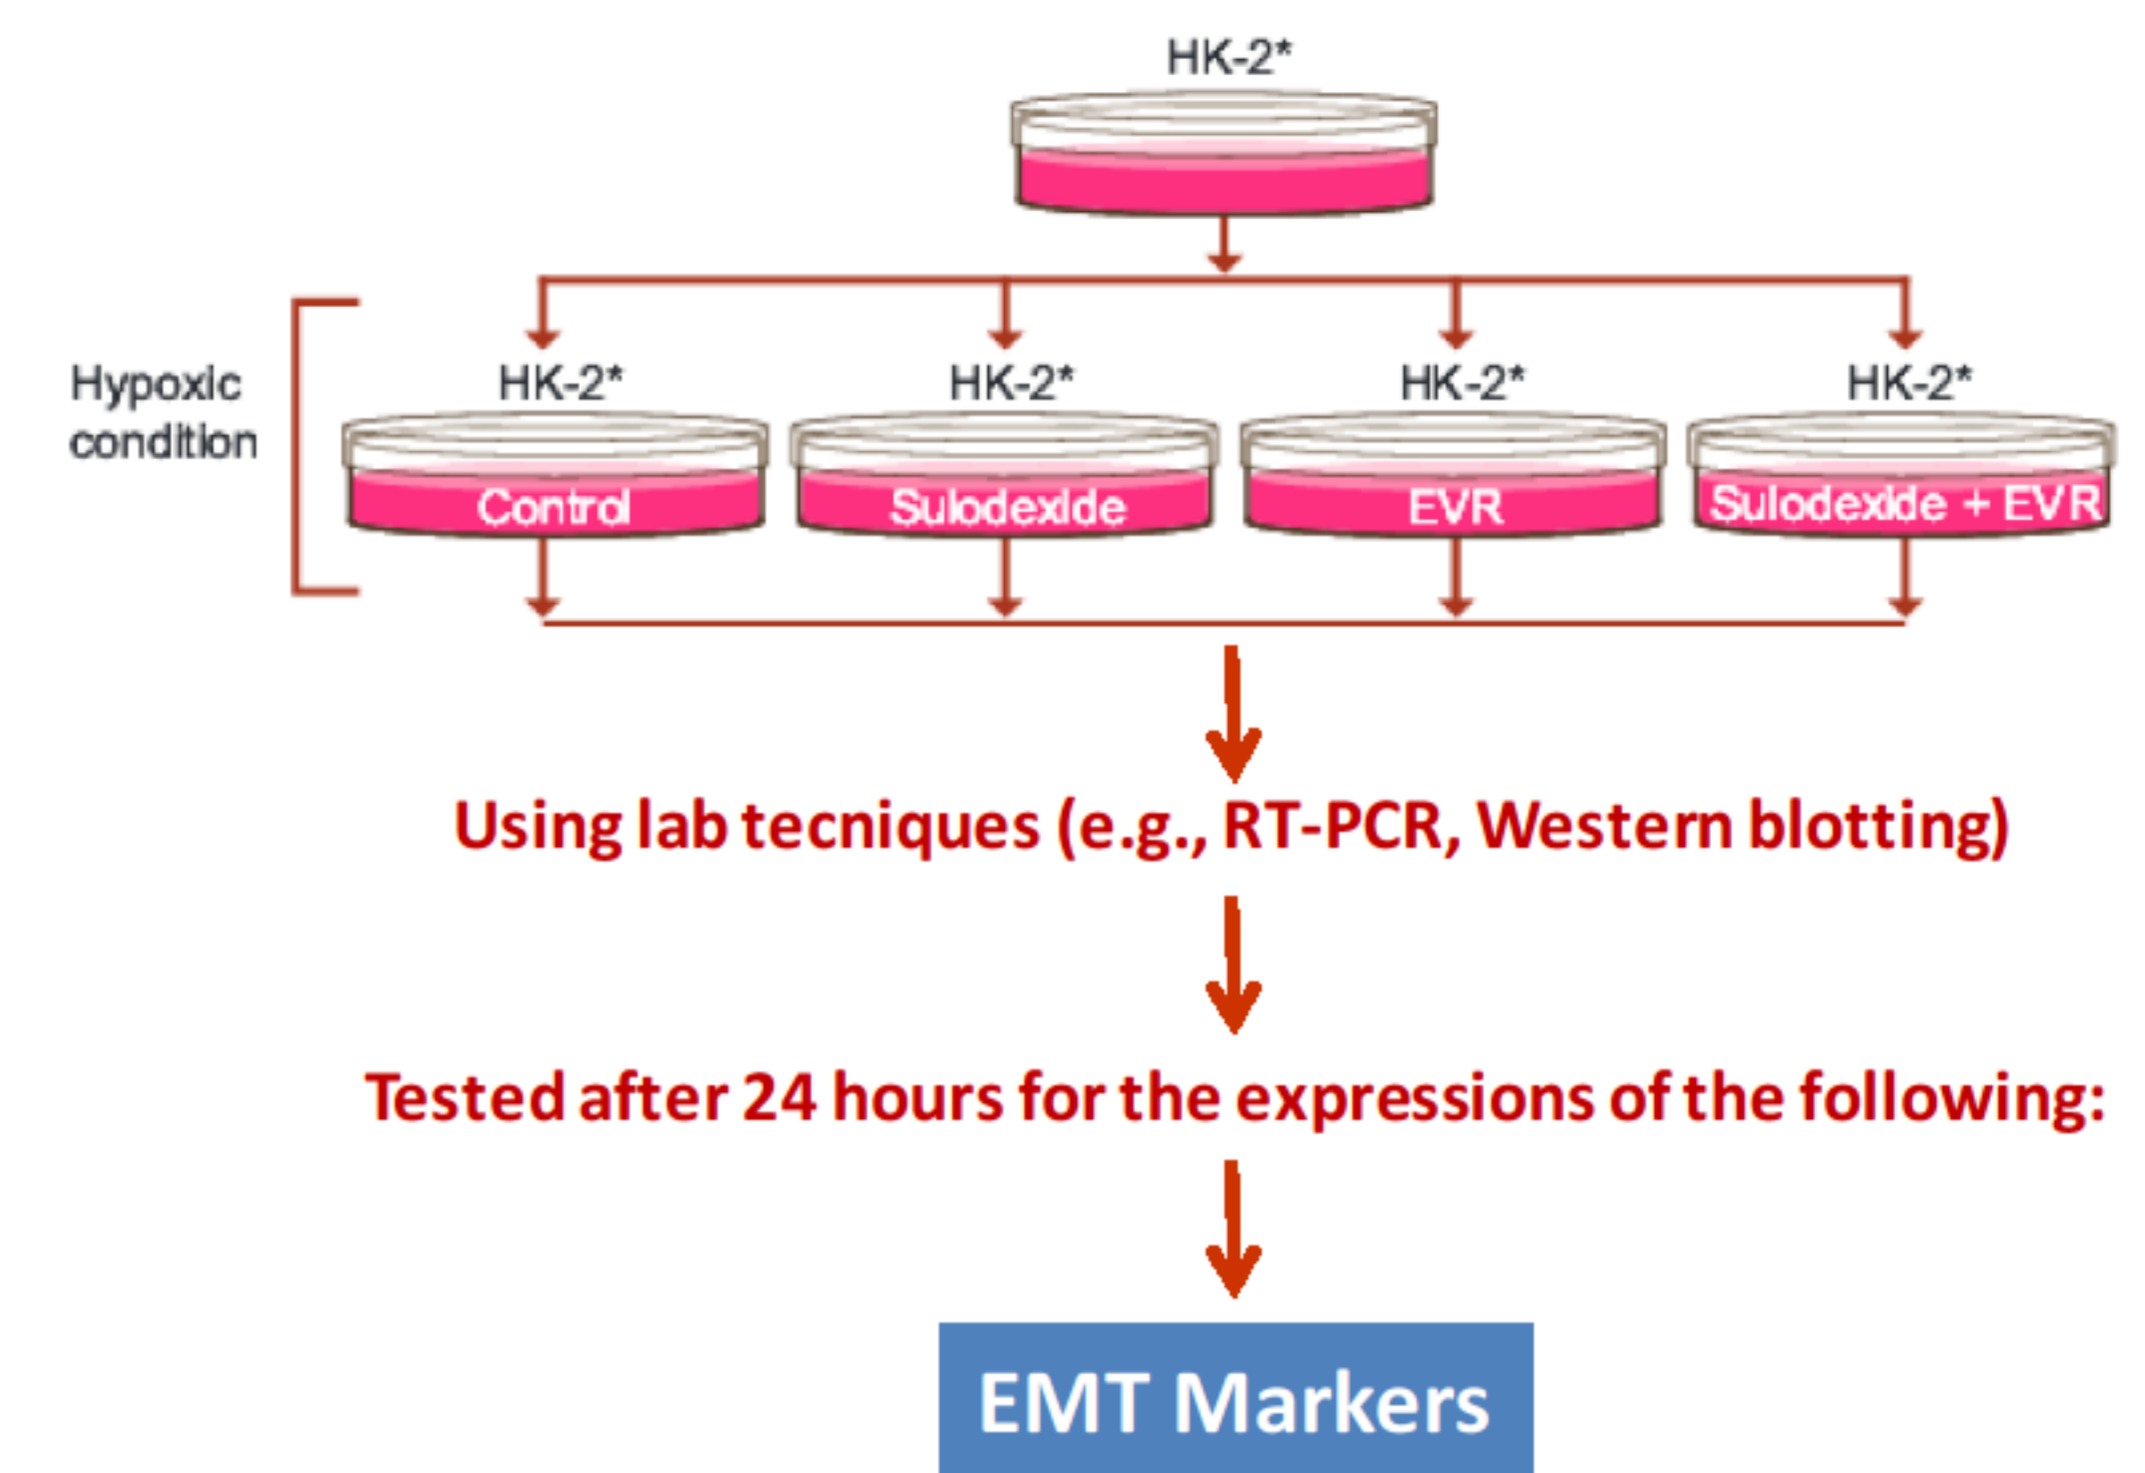 HK-2*
Hypoxic
condition
HK-2* HK-2* HK-2* HK-2*
Control Sulodexide EVR Sulodexide + EVR
Using lab tecniques (e.g., RT-PCR, Western blotting)
Tested after 24 hours for the expressions of the following:
EMT Markers